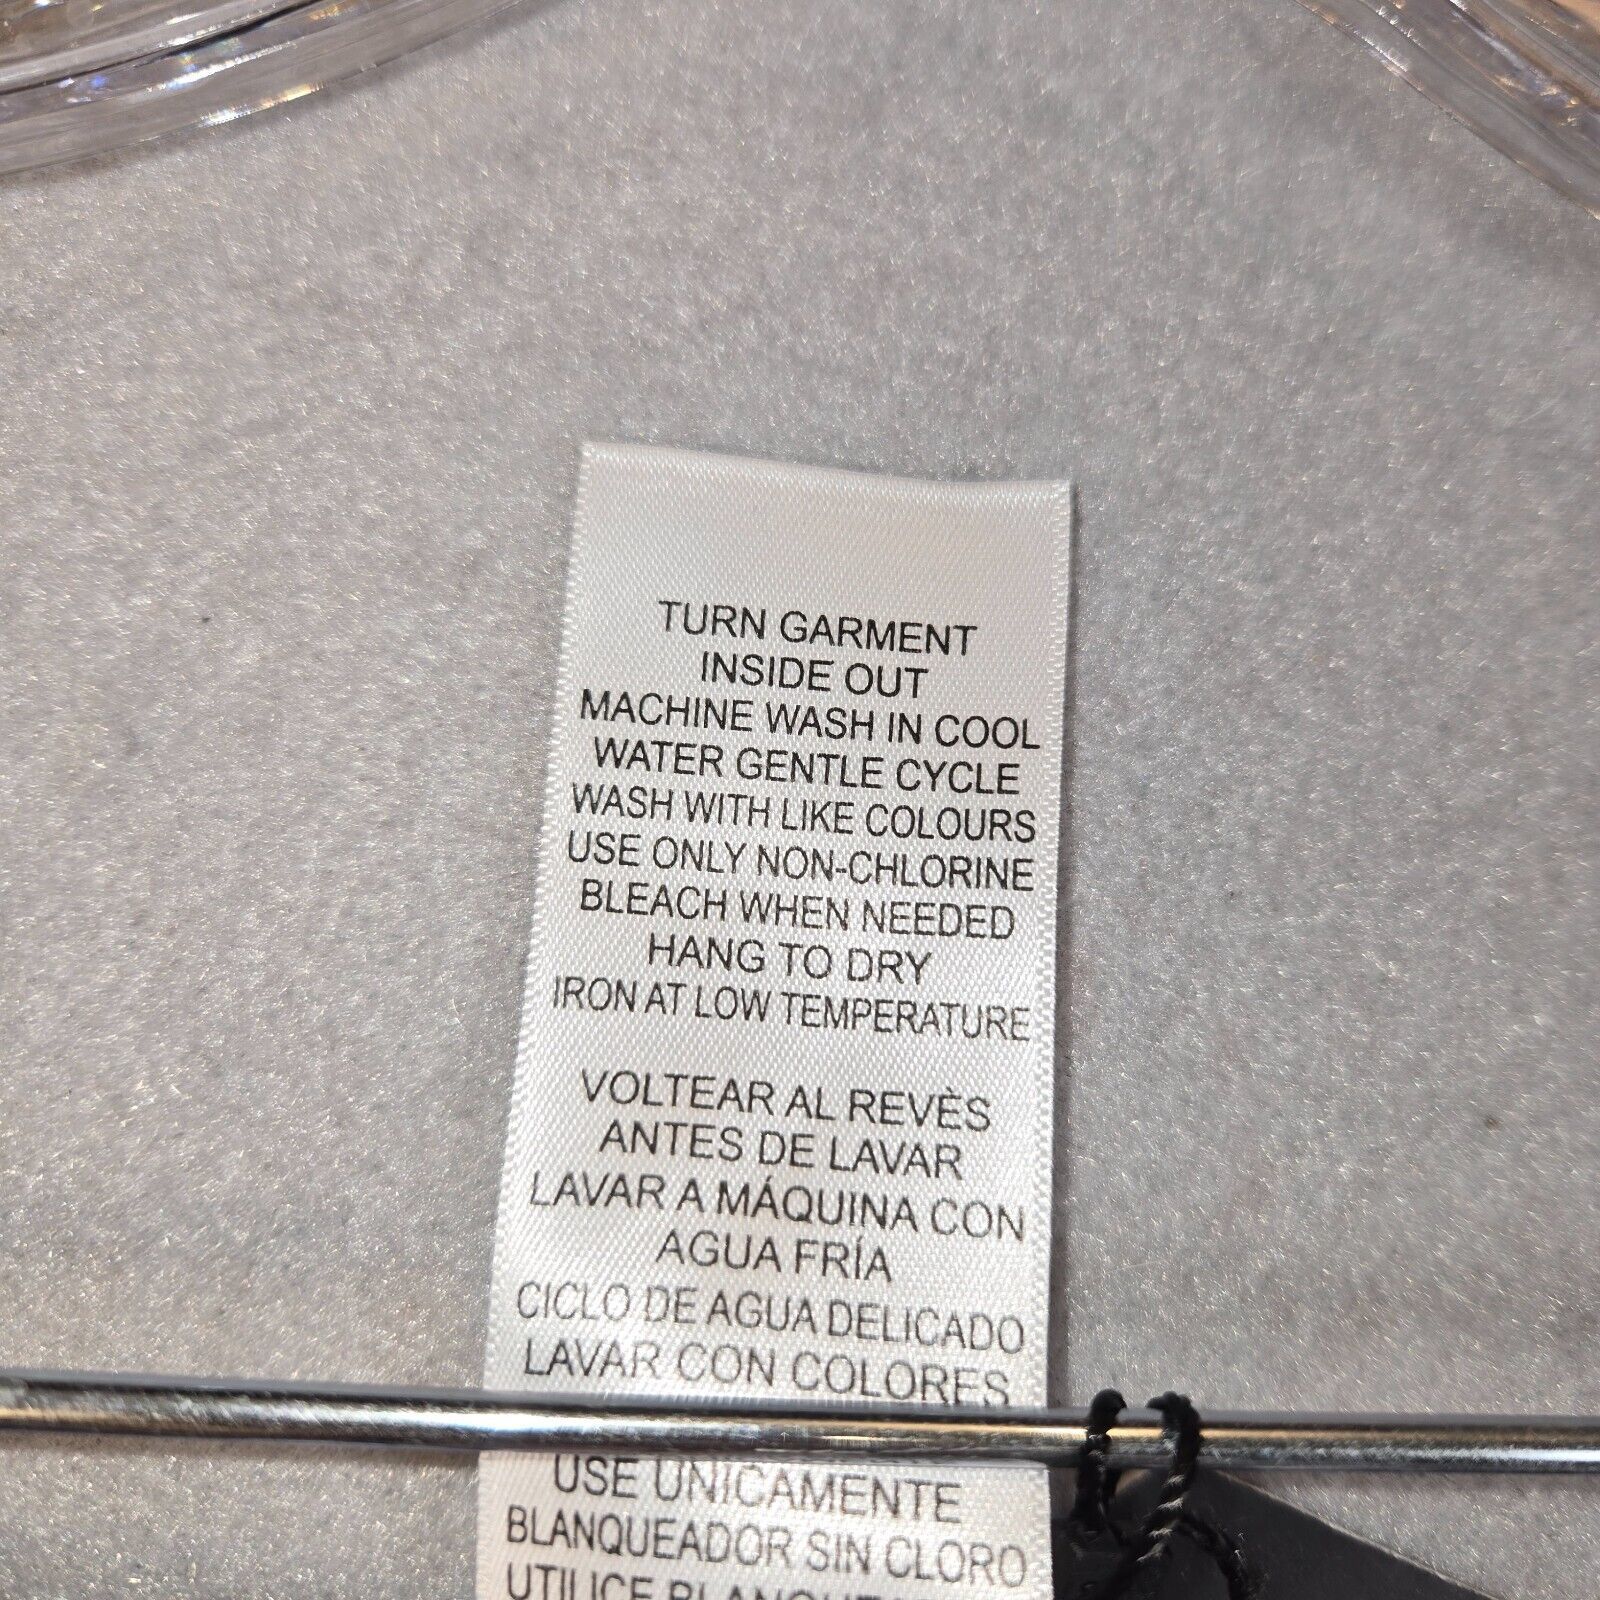 TURN GARMENT
INSIDE OUT
MACHINE WASH IN COOL
WATER GENTLE CYCLE
WASH WITH LIKE COLOURS
USE ONLY NON-CHLORINE
BLEACH WHEN NEEDED
HANG TO DRY
IRON AT LOW TEMPERATURE
VOLTEAR AL REVÈS
ANTES DE LAVAR
LAVAR A MÁQUINA CON
AGUA FRÍA
CICLO DE AGUA DELICADO
LAVAR CON COLORES
USE UNICAMENTE
BLANQUEADOR SIN CLORO
UTILICE